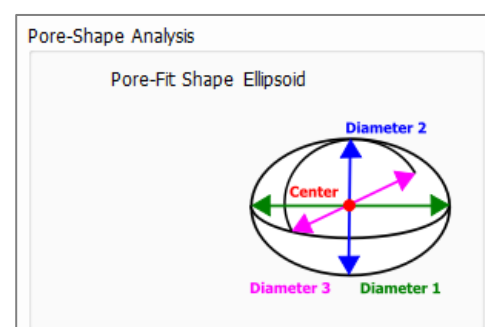 Pore-Shape Analysis
Pore-Fit Shape Ellipsoid
Diameter 2
Center
Diameter 3 Diameter 1